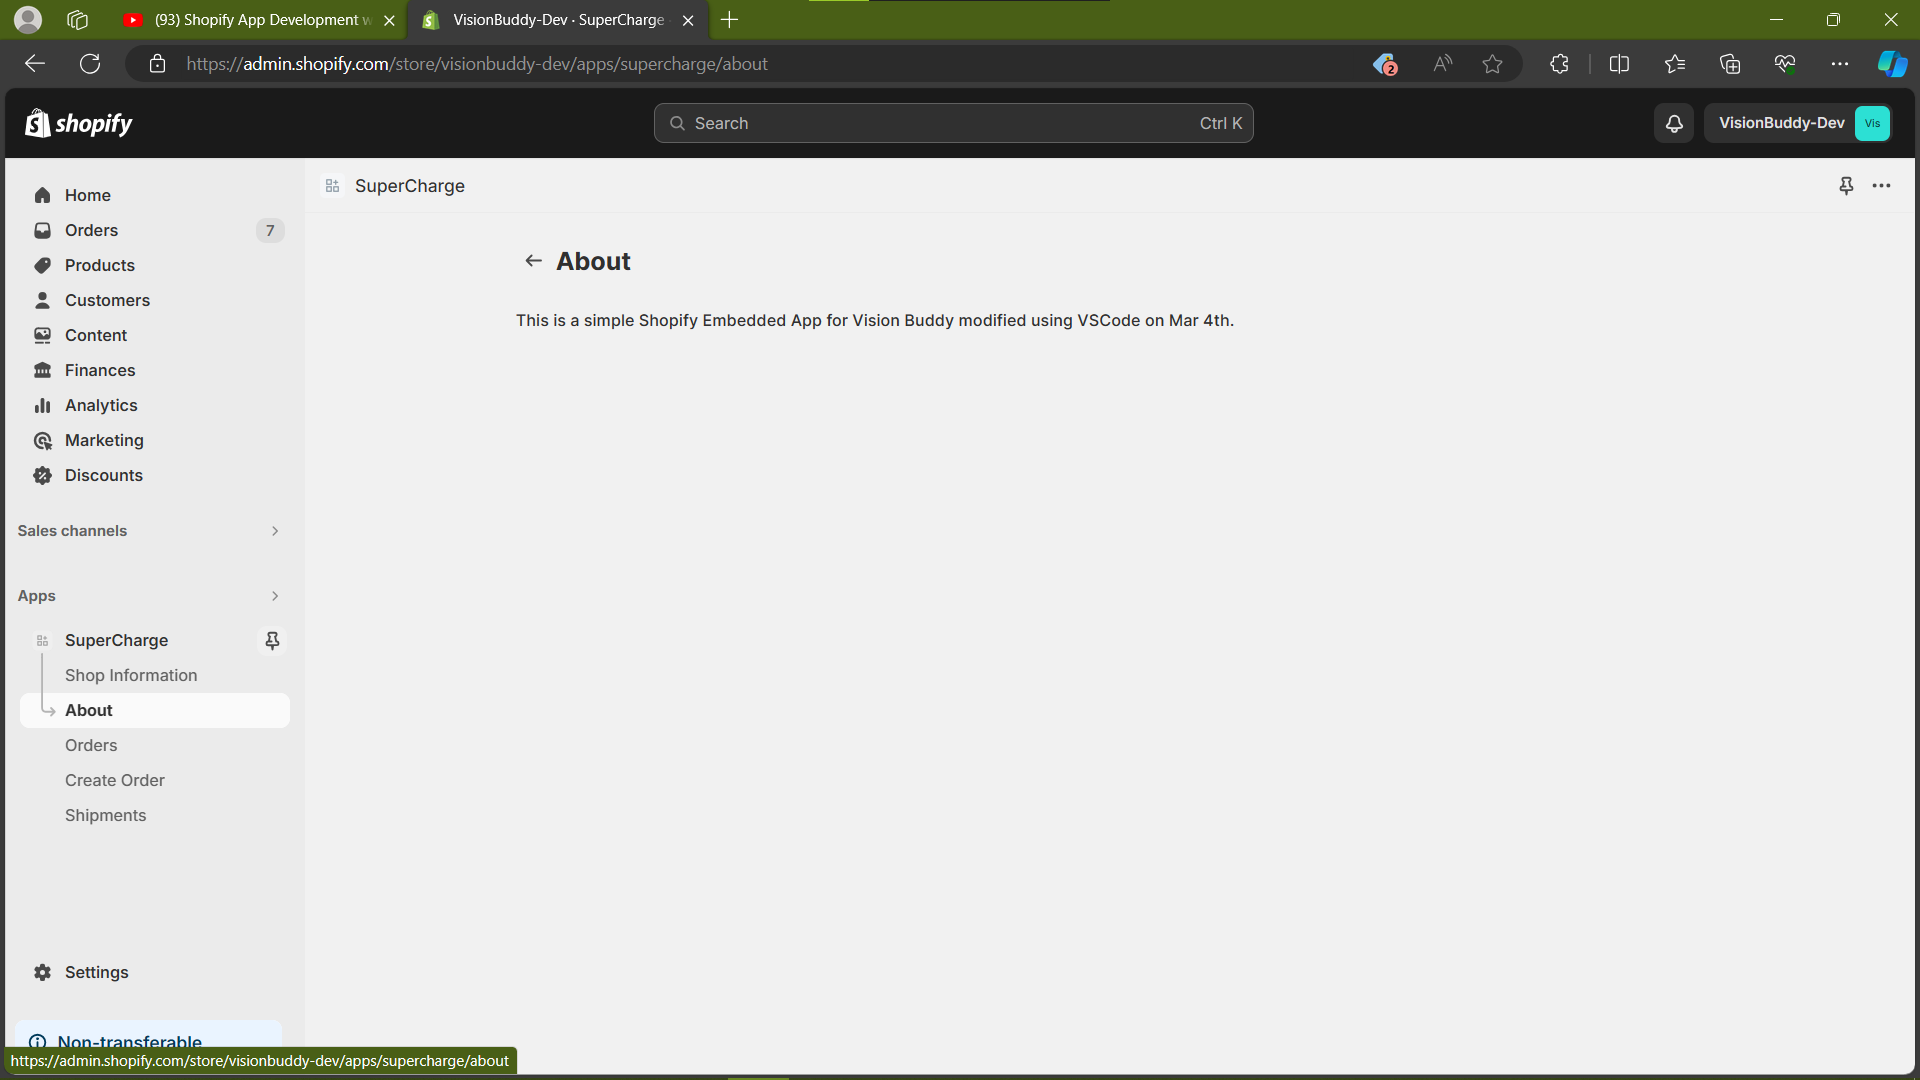 (93) Shopify App Development w
VisionBuddy-Dev · SuperCharge
https://admin.shopify.com/store/visionbuddy-dev/apps/supercharge/about
2
shopify
Search
Ctrl K
VisionBuddy-Dev
Vis
Home
Orders
7
Products
Customers
Content
Finances
Analytics
Marketing
Discounts
Sales channels
Apps
SuperCharge
Shop Information
About
Orders
Create Order
Shipments
Settings
Non-transferable
SuperCharge
About
This is a simple Shopify Embedded App for Vision Buddy modified using VSCode on Mar 4th.
https://admin.shopify.com/store/visionbuddy-dev/apps/supercharge/about